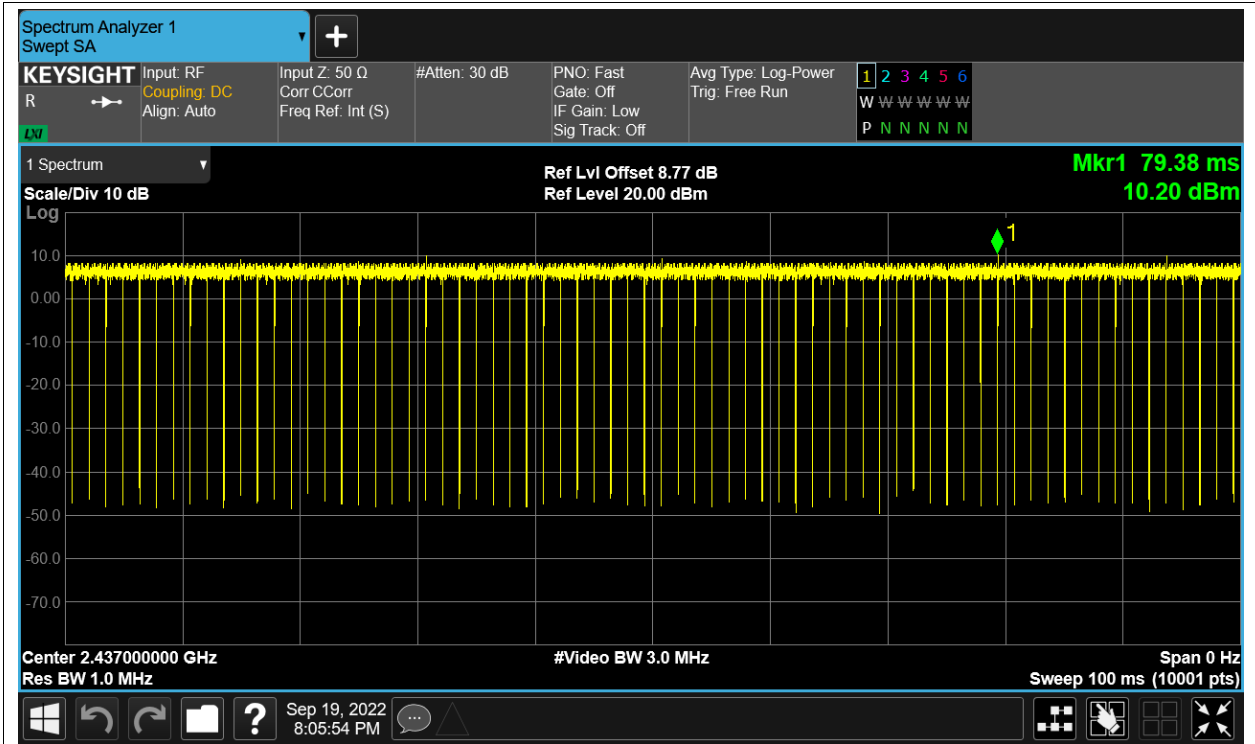 Spectrum Analyzer 1
Swept SA
KEYSIGHT
R
LXI
Input: RF
Coupling: DC
Align: Auto
Input Z: 50 Ω
Corr CCorr
Freq Ref: Int (S)
#Atten: 30 dB
PNO: Fast
Gate: Off
IF Gain: Low
Sig Track: Off
Avg Type: Log-Power
Trig: Free Run
1 2 3 4 5 6
W W W W W W
P N N N N N
1 Spectrum
Scale/Div 10 dB
Ref Lvl Offset 8.77 dB
Ref Level 20.00 dBm
Mkr1 79.38 ms
10.20 dBm
Log
1
10.0
0.00
-10.0
-20.0
-30.0
-40.0
-50.0
-60.0
-70.0
Center 2.437000000 GHz
#Video BW 3.0 MHz
Span 0 Hz
Res BW 1.0 MHz
Sweep 100 ms (10001 pts)
?
Sep 19, 2022
8:05:54 PM